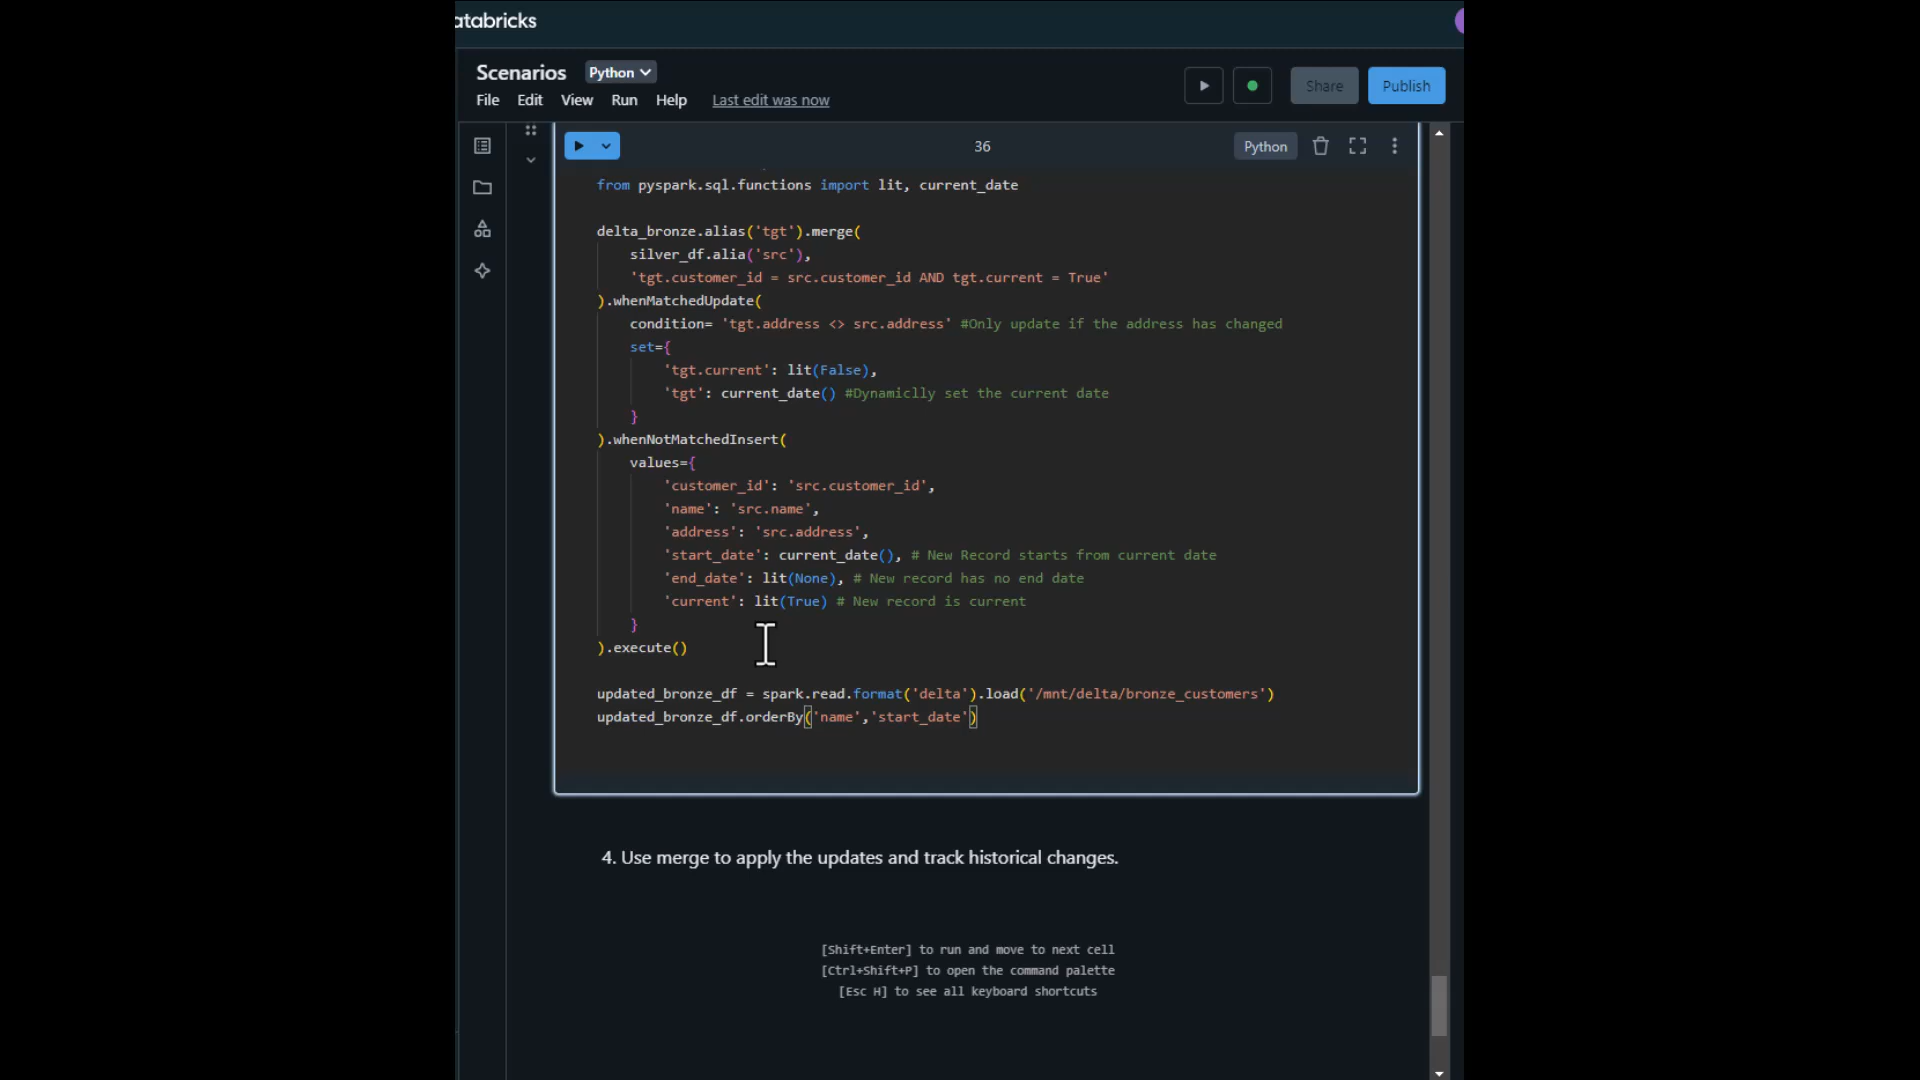 atabricks
Scenarios Python
File Edit View Run Help Last edit was now
Share Publish
36
Python
from pyspark.sql.functions import lit, current_date
delta_bronze.alias('tgt').merge(
silver_df.alia('src'),
'tgt.customer_id = src.customer_id AND tgt.current = True'
).whenMatchedUpdate(
condition= 'tgt.address <> src.address' #Only update if the address has changed
set={
'tgt.current': lit(False),
'tgt': current_date() #Dynamiclly set the current date
}
).whenNotMatchedInsert(
values={
'customer_id': 'src.customer_id',
'name': 'src.name',
'address': 'src.address',
'start_date': current_date(), # New Record starts from current date
'end_date': lit(None), # New record has no end date
'current': lit(True) # New record is current
}
).execute()
updated_bronze_df = spark.read.format('delta').load('/mnt/delta/bronze_customers')
updated_bronze_df.orderBy('name','start_date')
4. Use merge to apply the updates and track historical changes.
[Shift+Enter] to run and move to next cell
[Ctrl+Shift+P] to open the command palette
[Esc H] to see all keyboard shortcuts